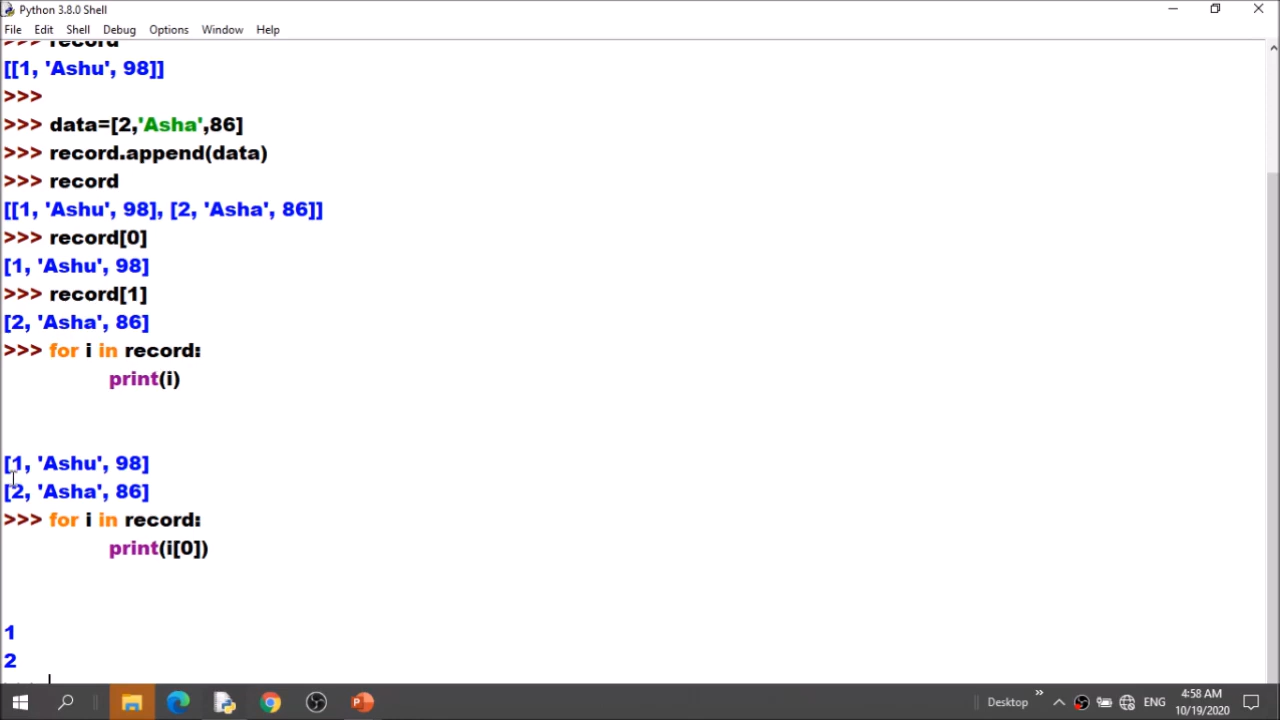 Python 3.8.0 Shell
File Edit Shell Debug Options Window Help
>>> record
[[1, 'Ashu', 98]]
>>>
>>> data=[2,'Asha',86]
>>> record.append(data)
>>> record
[[1, 'Ashu', 98], [2, 'Asha', 86]]
>>> record[0]
[1, 'Ashu', 98]
>>> record[1]
[2, 'Asha', 86]
>>> for i in record:
print(i)
[1, 'Ashu', 98]
[2, 'Asha', 86]
>>> for i in record:
print(i[0])
1
2
>>>
Desktop » ENG 4:58 AM
10/19/2020